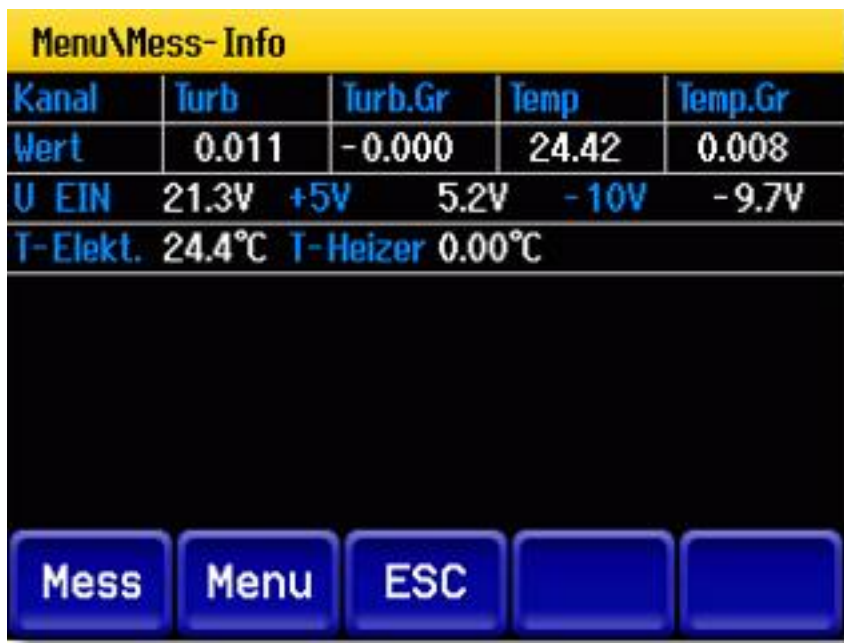 Menu\Mess-Info
Kanal Turb Turb.Gr Temp Temp.Gr
Wert 0.011 -0.000 24.42 0.008
U EIN 21.3V +5V 5.2V -10V -9.7V
T-Elekt. 24.4°C T-Heizer 0.00°C
Mess Menu ESC